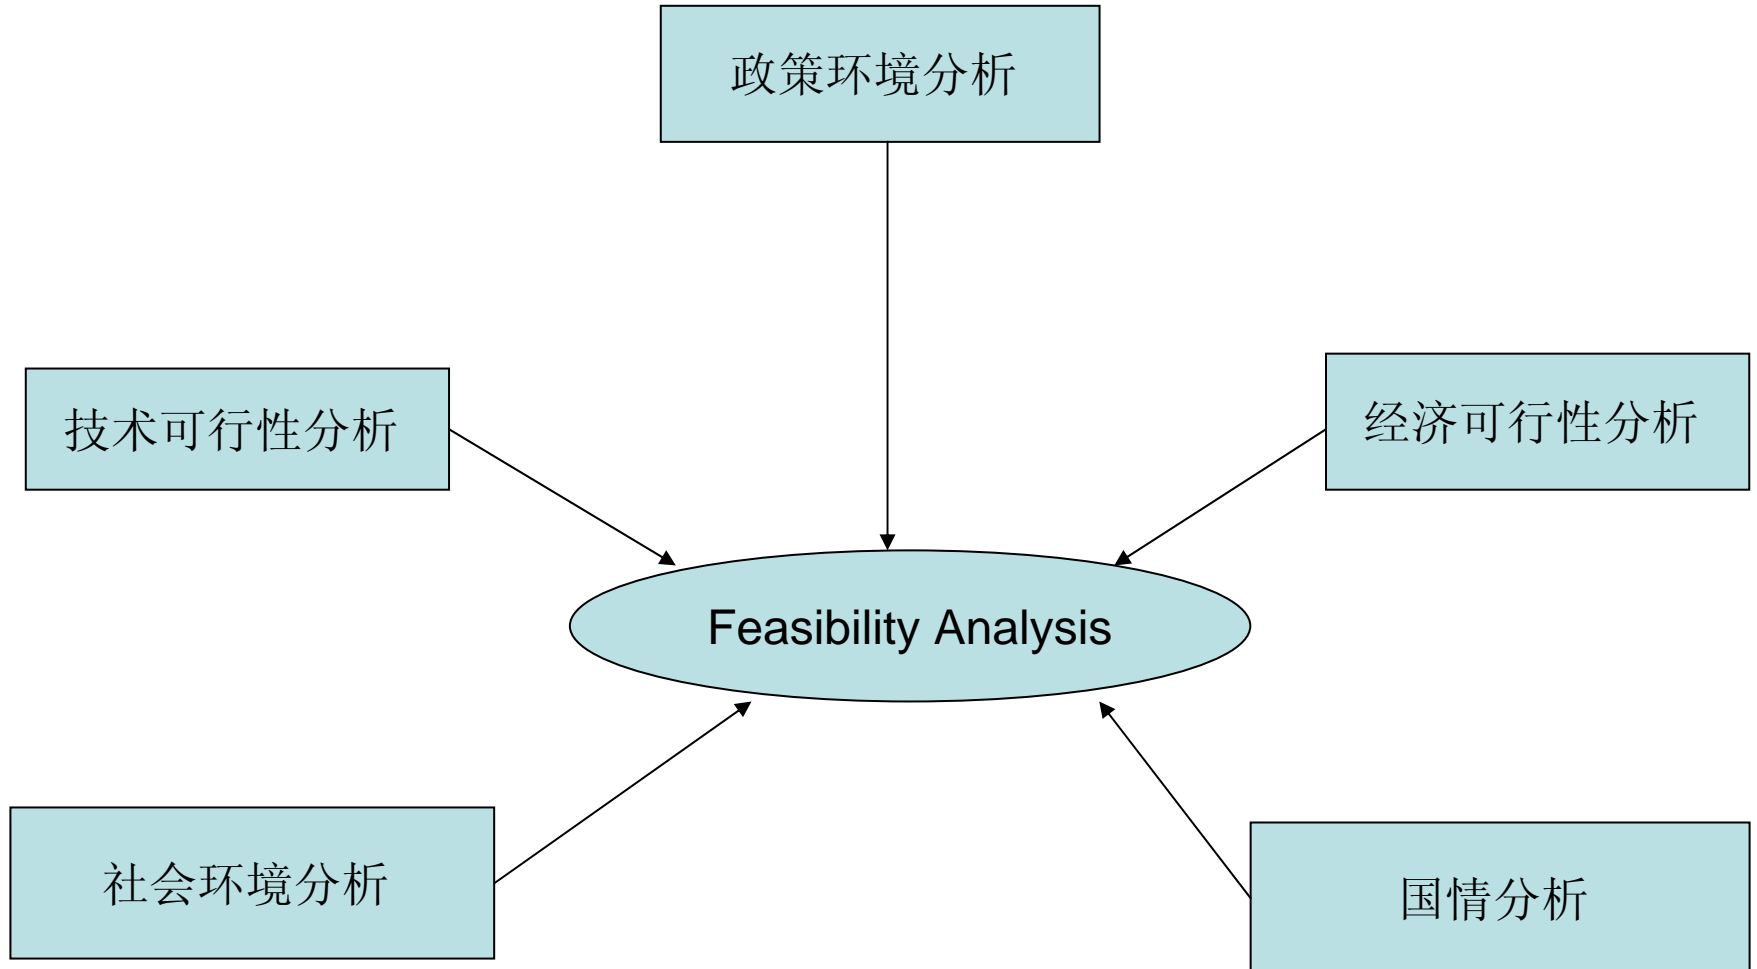 政策环境分析
技术可行性分析
经济可行性分析
Feasibility Analysis
社会环境分析
国情分析